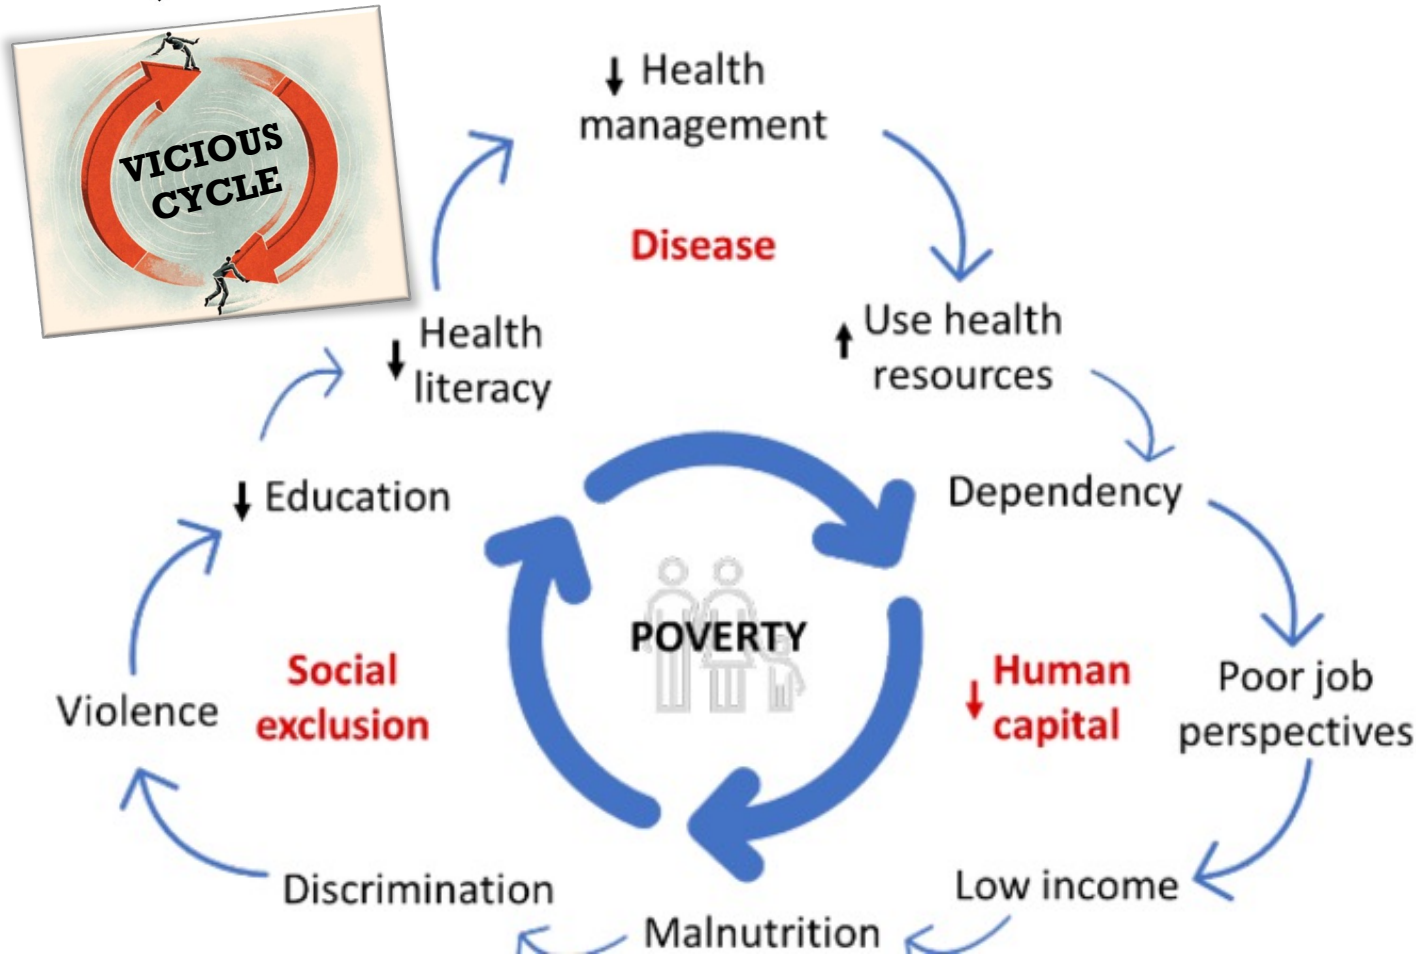 VICIOUS
CYCLE
↓ Health
management
Disease
↓ Health
literacy
↑ Use health
resources
↓ Education
Dependency
POVERTY
Social
exclusion
↓ Human
capital
Violence
Poor job
perspectives
Discrimination
Low income
Malnutrition